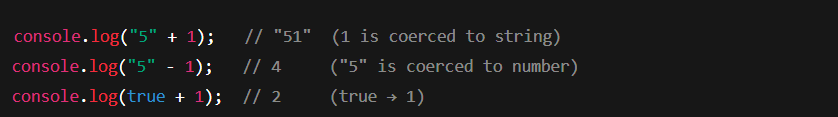 console.log("5" + 1);   // "51"  (1 is coerced to string)
console.log("5" - 1);   // 4     ("5" is coerced to number)
console.log(true + 1);  // 2     (true → 1)